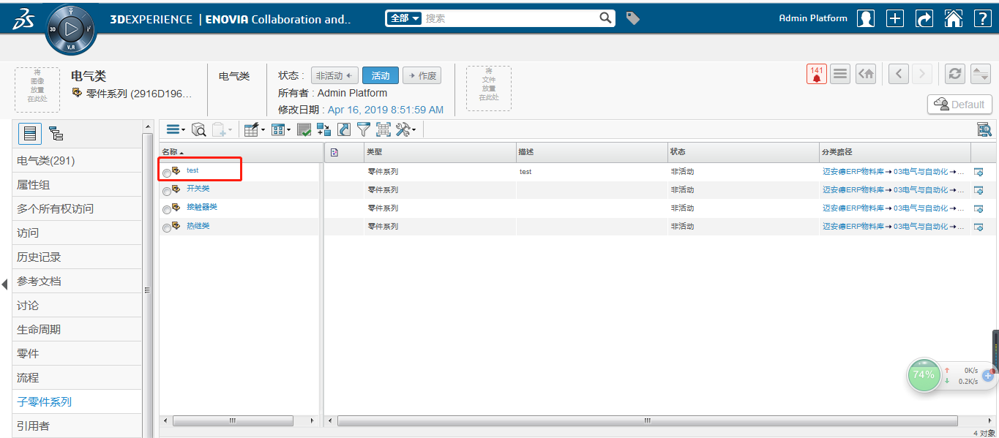 3DEXPERIENCE | ENOVIA Collaboration and..
全部
搜索
Admin Platform
3D
V.R
将
图像
放置
在此处
电气类
零件系列 (2916D196...
电气类
状态 :
非活动
活动
作废
所有者 : Admin Platform
修改日期 : Apr 16, 2019 8:51:59 AM
将
文件
放置
在此处
141
Default
电气类(291)
属性组
多个所有权访问
访问
历史记录
参考文档
讨论
生命周期
零件
流程
子零件系列
引用者
名称 类型 描述 状态 分类路径
test 零件系列 test 非活动 迈安德ERP物料库→03电气与自动化→...
开关类 零件系列 非活动 迈安德ERP物料库→03电气与自动化→...
接触器类 零件系列 非活动 迈安德ERP物料库→03电气与自动化→...
热继类 零件系列 非活动 迈安德ERP物料库→03电气与自动化→...
74%
0K/s
0.2K/s
4 对象